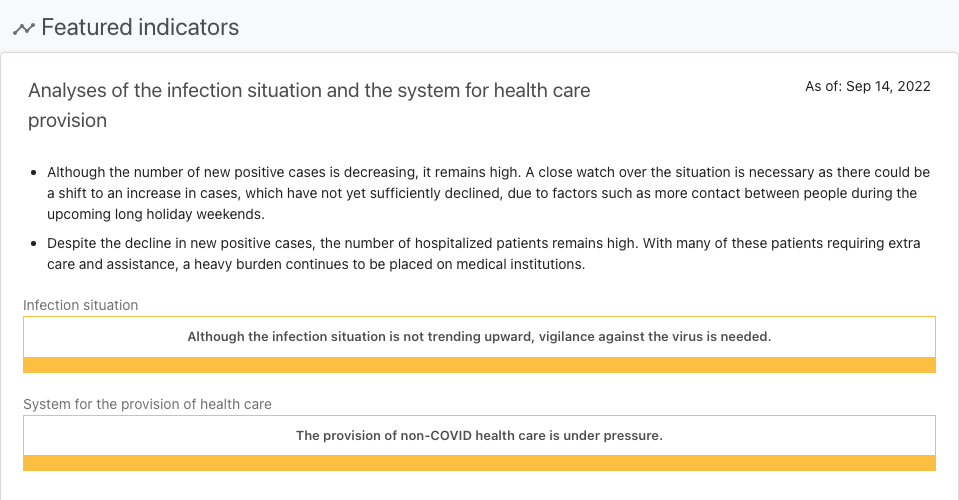 Featured indicators
Analyses of the infection situation and the system for health care
provision
As of: Sep 14, 2022
Although the number of new positive cases is decreasing, it remains high. A close watch over the situation is necessary as there could be
a shift to an increase in cases, which have not yet sufficiently declined, due to factors such as more contact between people during the
upcoming long holiday weekends.
Despite the decline in new positive cases, the number of hospitalized patients remains high. With many of these patients requiring extra
care and assistance, a heavy burden continues to be placed on medical institutions.
Infection situation
Although the infection situation is not trending upward, vigilance against the virus is needed.
System for the provision of health care
The provision of non-COVID health care is under pressure.